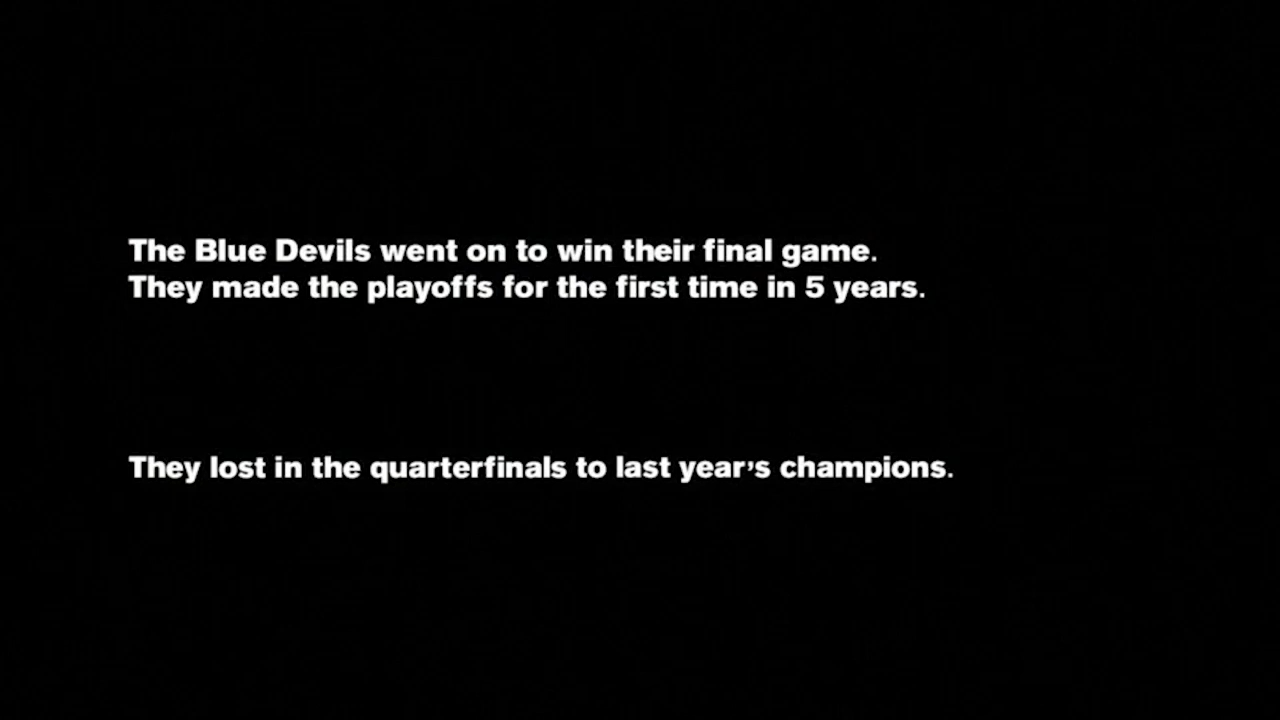 The Blue Devils went on to win their final game.
They made the playoffs for the first time in 5 years.
They lost in the quarterfinals to last year's champions.